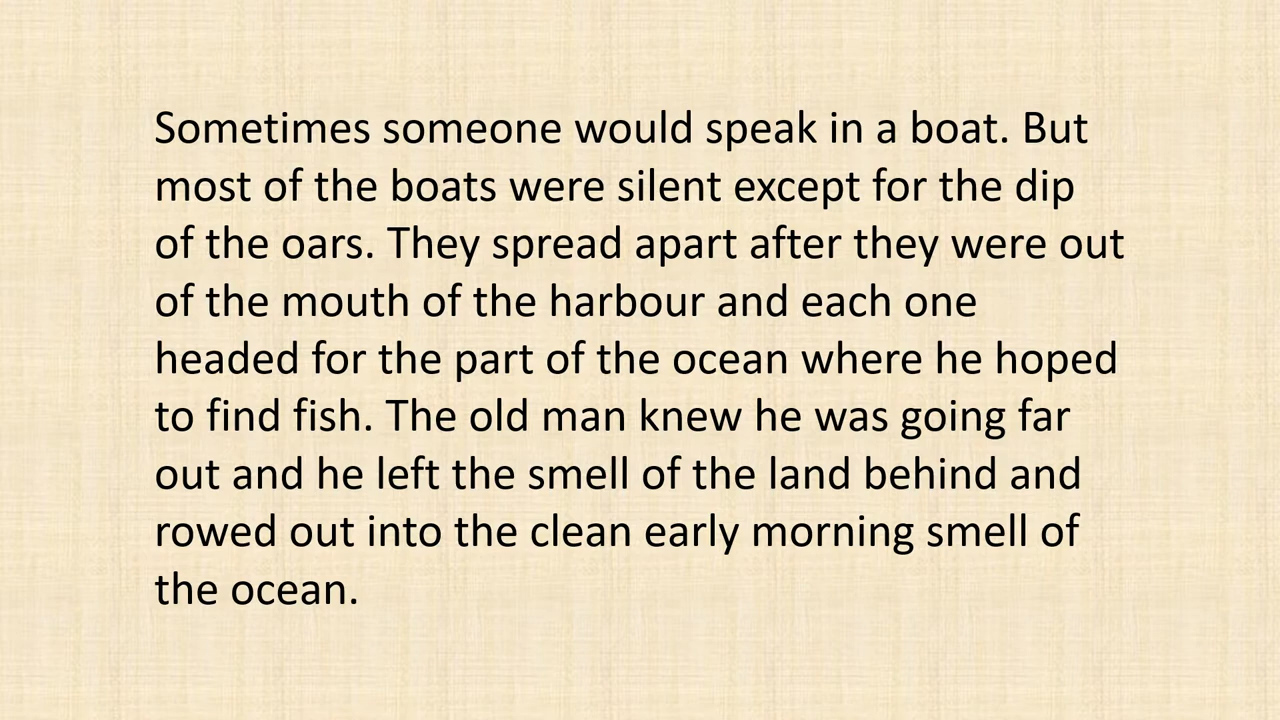 Sometimes someone would speak in a boat. But
most of the boats were silent except for the dip
of the oars. They spread apart after they were out
of the mouth of the harbour and each one
headed for the part of the ocean where he hoped
to find fish. The old man knew he was going far
out and he left the smell of the land behind and
rowed out into the clean early morning smell of
the ocean.